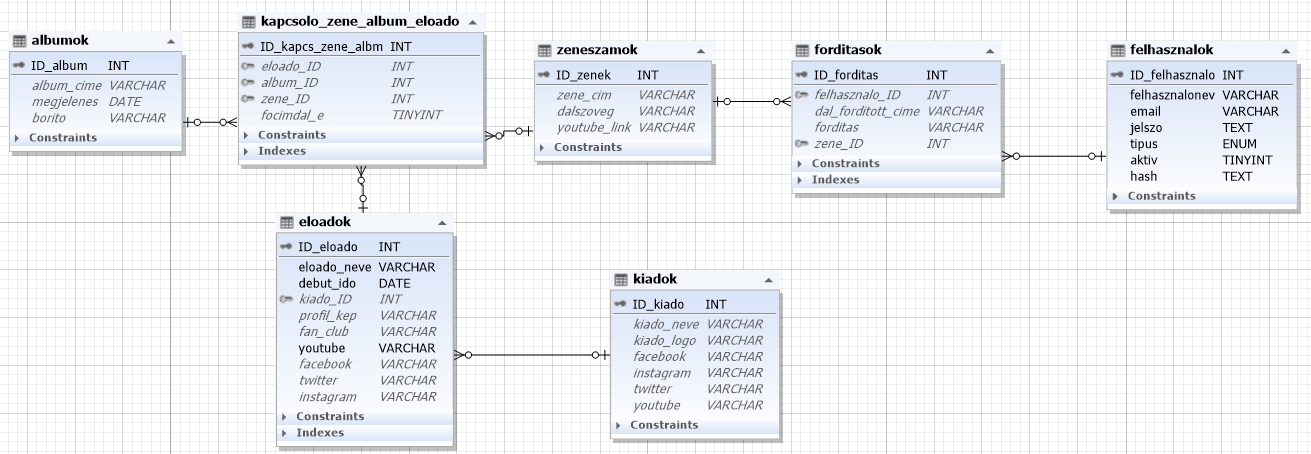 albumok
ID_album INT
album_cime VARCHAR
megjelenes DATE
borito VARCHAR
Constraints
kapcsolo_zene_album_eloado
ID_kapcs_zene_albm INT
eloado_ID INT
album_ID INT
zene_ID INT
focimdal_e TINYINT
Constraints
Indexes
zeneszamok
ID_zenek INT
zene_cim VARCHAR
dalszoveg VARCHAR
youtube_link VARCHAR
Constraints
forditasok
ID_forditas INT
felhasznalo_ID INT
dal_forditott_cime VARCHAR
forditas VARCHAR
zene_ID INT
Constraints
Indexes
felhasznalok
ID_felhasznalo INT
felhasznalonev VARCHAR
email VARCHAR
jelszo TEXT
tipus ENUM
aktiv TINYINT
hash TEXT
Constraints
eloadok
ID_eloado INT
eloado_neve VARCHAR
debut_ido DATE
kiado_ID INT
profil_kep VARCHAR
fan_club VARCHAR
youtube VARCHAR
facebook VARCHAR
twitter VARCHAR
instagram VARCHAR
Constraints
Indexes
kiadok
ID_kiado INT
kiado_neve VARCHAR
kiado_logo VARCHAR
facebook VARCHAR
instagram VARCHAR
twitter VARCHAR
youtube VARCHAR
Constraints